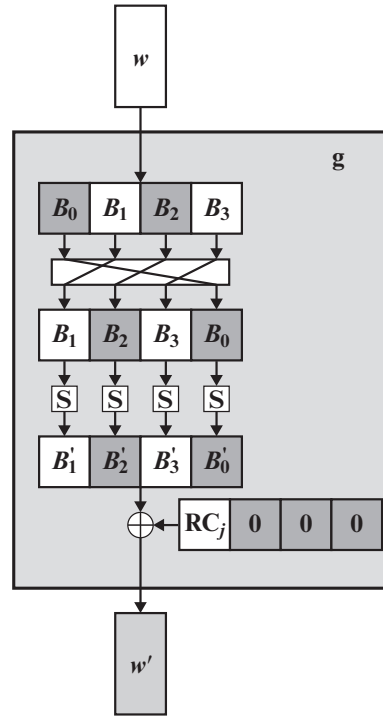 w
g
B₀ B₁ B₂ B₃
B₁ B₂ B₃ B₀
S S S S
B′₁ B′₂ B′₃ B′₀
RCⱼ 0 0 0
w′